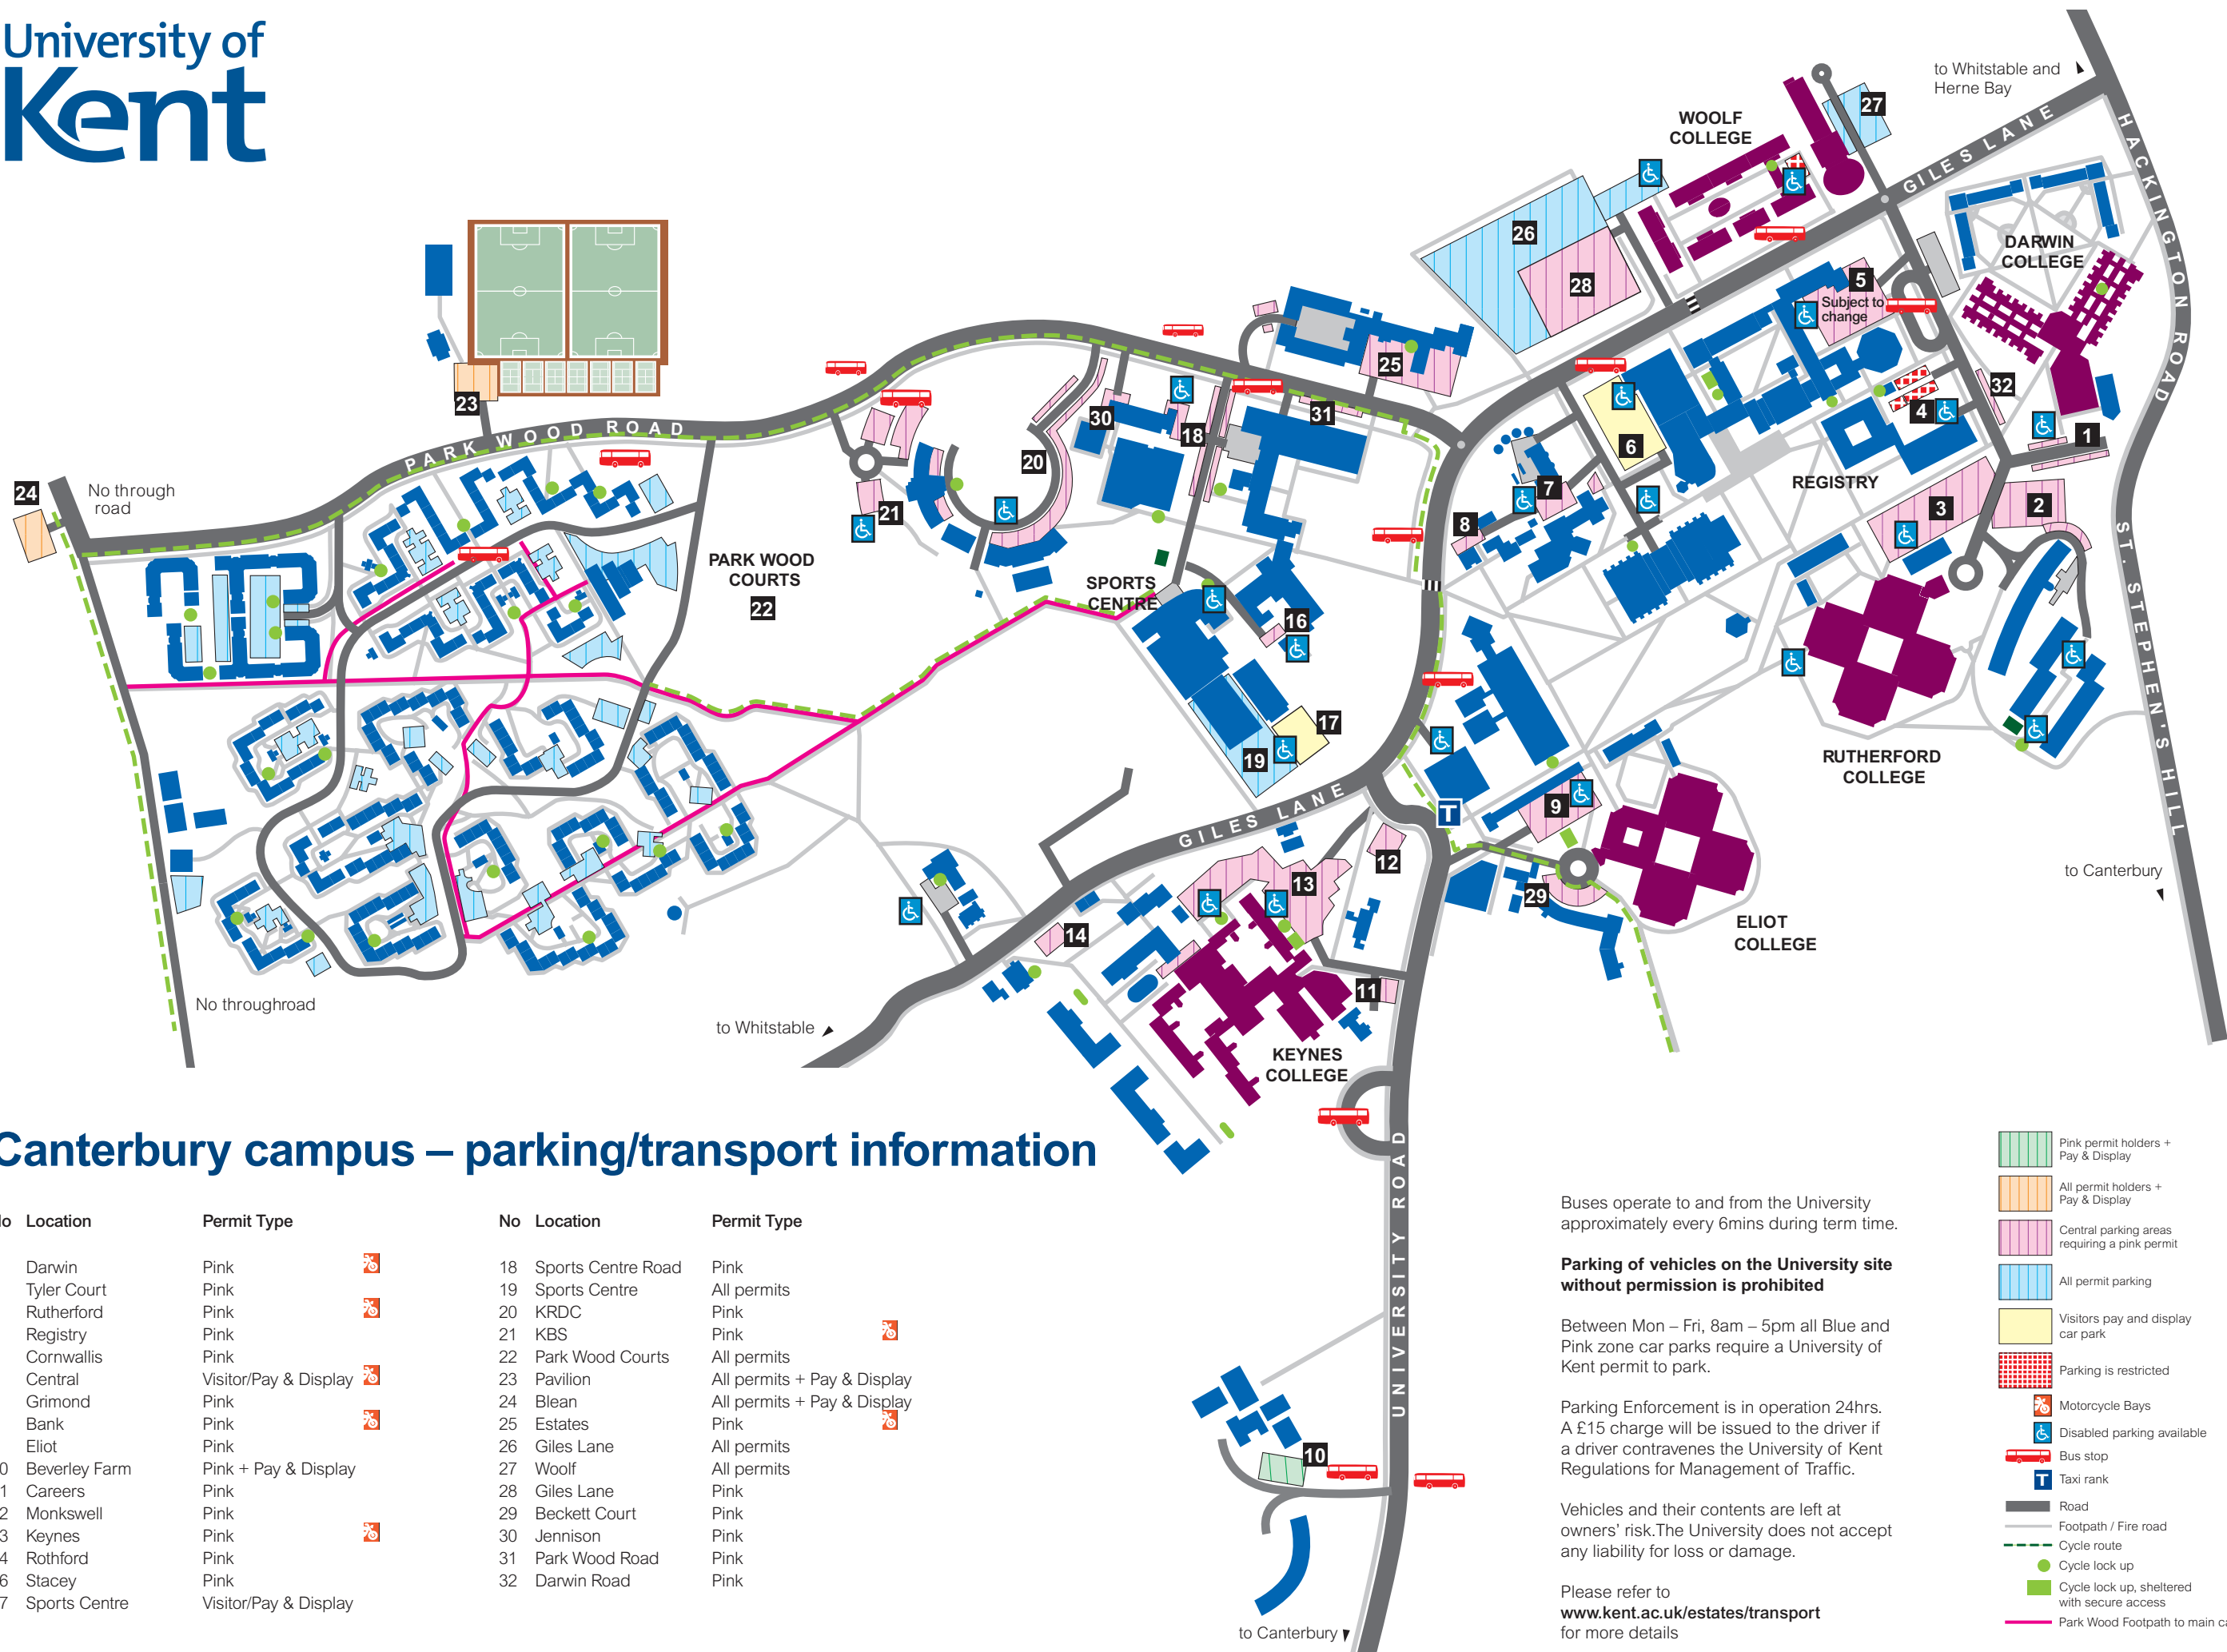 University of
Kent
to Whitstable and
Herne Bay
WOOLF
COLLEGE
27
GILES LANE
HACKINGTON ROAD
DARWIN
COLLEGE
26
28
5
Subject to
change
25
32
4
1
23
PARK WOOD ROAD
30
18
31
20
6
REGISTRY
24
No through
road
21
7
8
3
2
PARK WOOD
COURTS
22
SPORTS
CENTRE
16
ST. STEPHEN'S HILL
17
19
RUTHERFORD
COLLEGE
9
T
GILES LANE
12
13
29
to Canterbury
14
ELIOT
COLLEGE
11
No throughroad
to Whitstable
KEYNES
COLLEGE
UNIVERSITY ROAD
10
to Canterbury
Canterbury campus – parking/transport information
No Location Permit Type
Darwin Pink
Tyler Court Pink
Rutherford Pink
Registry Pink
Cornwallis Pink
Central Visitor/Pay & Display
Grimond Pink
Bank Pink
Eliot Pink
0 Beverley Farm Pink + Pay & Display
1 Careers Pink
2 Monkswell Pink
3 Keynes Pink
4 Rothford Pink
6 Stacey Pink
7 Sports Centre Visitor/Pay & Display
No Location Permit Type
18 Sports Centre Road Pink
19 Sports Centre All permits
20 KRDC Pink
21 KBS Pink
22 Park Wood Courts All permits
23 Pavilion All permits + Pay & Display
24 Blean All permits + Pay & Display
25 Estates Pink
26 Giles Lane All permits
27 Woolf All permits
28 Giles Lane Pink
29 Beckett Court Pink
30 Jennison Pink
31 Park Wood Road Pink
32 Darwin Road Pink
Buses operate to and from the University
approximately every 6mins during term time.
Parking of vehicles on the University site
without permission is prohibited
Between Mon – Fri, 8am – 5pm all Blue and
Pink zone car parks require a University of
Kent permit to park.
Parking Enforcement is in operation 24hrs.
A £15 charge will be issued to the driver if
a driver contravenes the University of Kent
Regulations for Management of Traffic.
Vehicles and their contents are left at
owners' risk.The University does not accept
any liability for loss or damage.
Please refer to
www.kent.ac.uk/estates/transport
for more details
Pink permit holders +
Pay & Display
All permit holders +
Pay & Display
Central parking areas
requiring a pink permit
All permit parking
Visitors pay and display
car park
Parking is restricted
Motorcycle Bays
Disabled parking available
Bus stop
T Taxi rank
Road
Footpath / Fire road
Cycle route
Cycle lock up
Cycle lock up, sheltered
with secure access
Park Wood Footpath to main ca